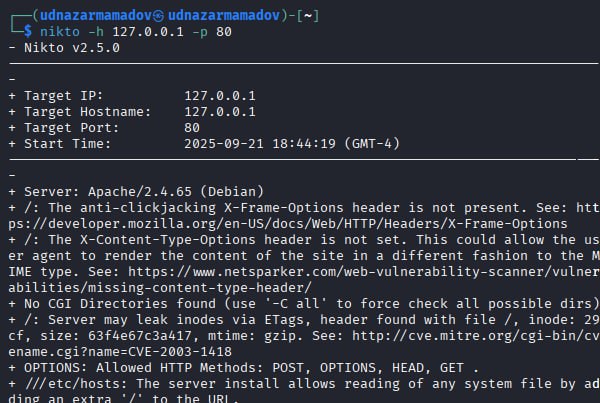 ┌──(udnazarmamadov㉿udnazarmamadov)-[~]
└─$ nikto -h 127.0.0.1 -p 80
- Nikto v2.5.0
---------------------------------------------------------------------------
-
+ Target IP:          127.0.0.1
+ Target Hostname:    127.0.0.1
+ Target Port:        80
+ Start Time:         2025-09-21 18:44:19 (GMT-4)
---------------------------------------------------------------------------
-
+ Server: Apache/2.4.65 (Debian)
+ /: The anti-clickjacking X-Frame-Options header is not present. See: htt
ps://developer.mozilla.org/en-US/docs/Web/HTTP/Headers/X-Frame-Options
+ /: The X-Content-Type-Options header is not set. This could allow the us
er agent to render the content of the site in a different fashion to the M
IME type. See: https://www.netsparker.com/web-vulnerability-scanner/vulner
abilities/missing-content-type-header/
+ No CGI Directories found (use '-C all' to force check all possible dirs)
+ /: Server may leak inodes via ETags, header found with file /, inode: 29
cf, size: 63f4e67c3a417, mtime: gzip. See: http://cve.mitre.org/cgi-bin/cv
ename.cgi?name=CVE-2003-1418
+ OPTIONS: Allowed HTTP Methods: POST, OPTIONS, HEAD, GET .
+ ///etc/hosts: The server install allows reading of any system file by ad
ding an extra '/' to the URL.